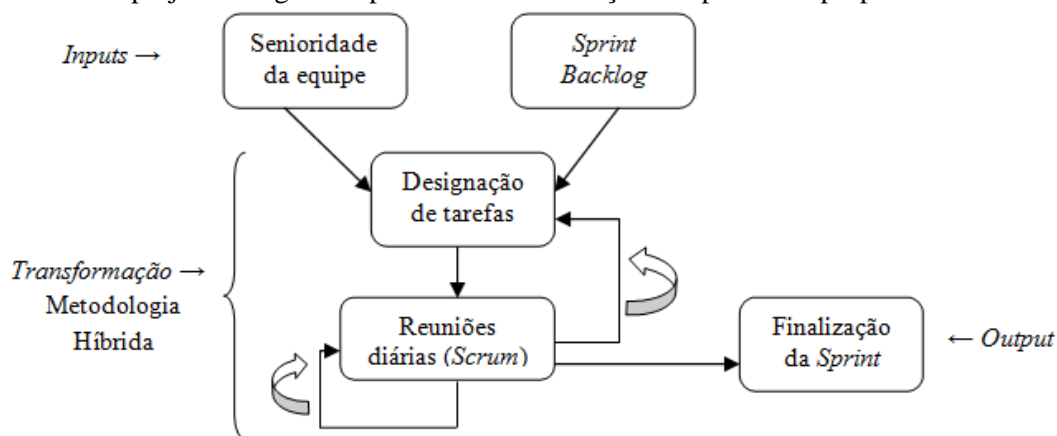 Inputs →
Senioridade
da equipe
Sprint
Backlog
Designação
de tarefas
Transformação →
Metodologia
Híbrida
Reuniões
diárias (Scrum)
Finalização
da Sprint
← Output